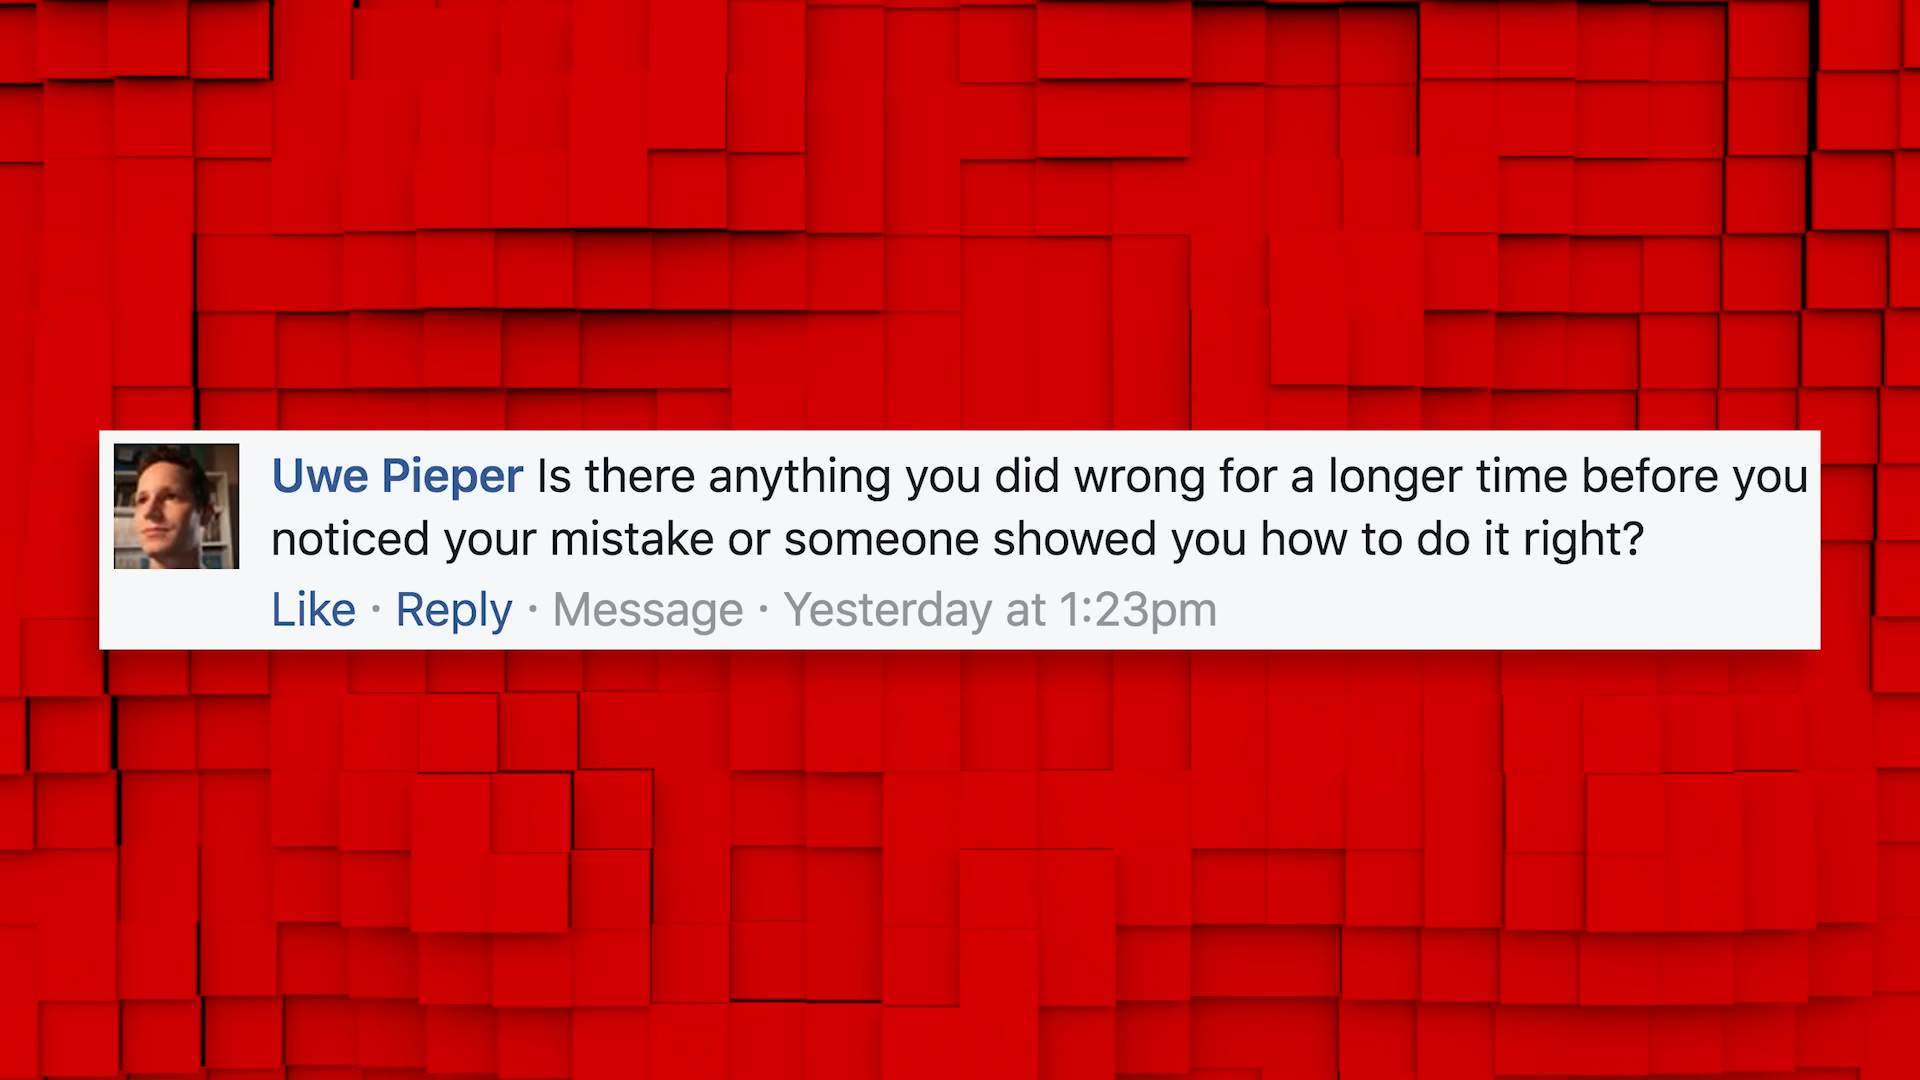 Uwe Pieper Is there anything you did wrong for a longer time before you
noticed your mistake or someone showed you how to do it right?
Like · Reply · Message · Yesterday at 1:23pm